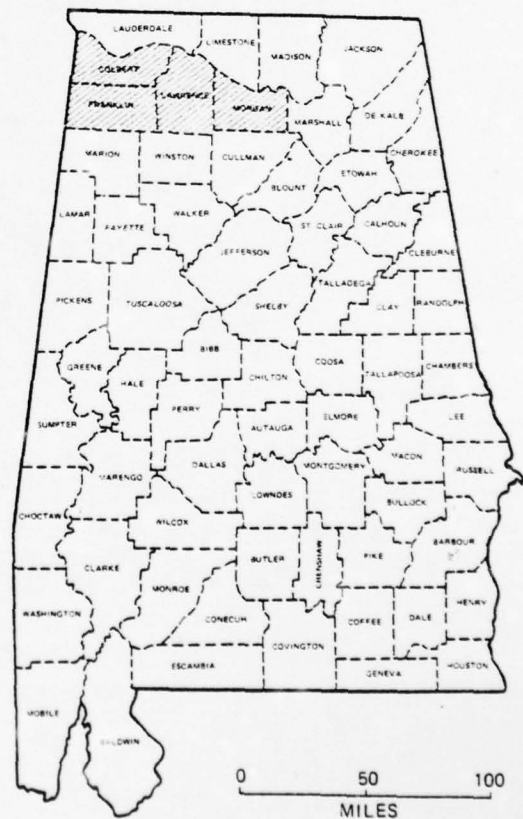 LAUDERDALE
LIMESTONE
MADISON
JACKSON
COLBERT
LAWRENCE
FRANKLIN
MORGAN
MARSHALL
DE KALB
CHEROKEE
MARION
WINSTON
CULLMAN
BLOUNT
ETOWAH
LAMAR
FAYETTE
WALKER
JEFFERSON
ST. CLAIR
CALHOUN
CLEBURNE
TALLADEGA
PICKENS
TUSCALOOSA
SHELBY
CLAY
RANDOLPH
BIBB
GREENE
HALE
CHILTON
COOSA
TALLAPOOSA
CHAMBERS
PERRY
SUMPTER
AUTAUGA
ELMORE
LEE
DALLAS
MONTGOMERY
MACON
RUSSELL
MARENGO
LOWNDES
BULLOCK
CHOCTAW
WILCOX
BARBOUR
CLARKE
BUTLER
CRENSHAW
PIKE
MONROE
WASHINGTON
CONECUH
COFFEE
DALE
HENRY
COVINGTON
ESCAMBIA
GENEVA
HOUSTON
MOBILE
BALDWIN
0 50 100
MILES